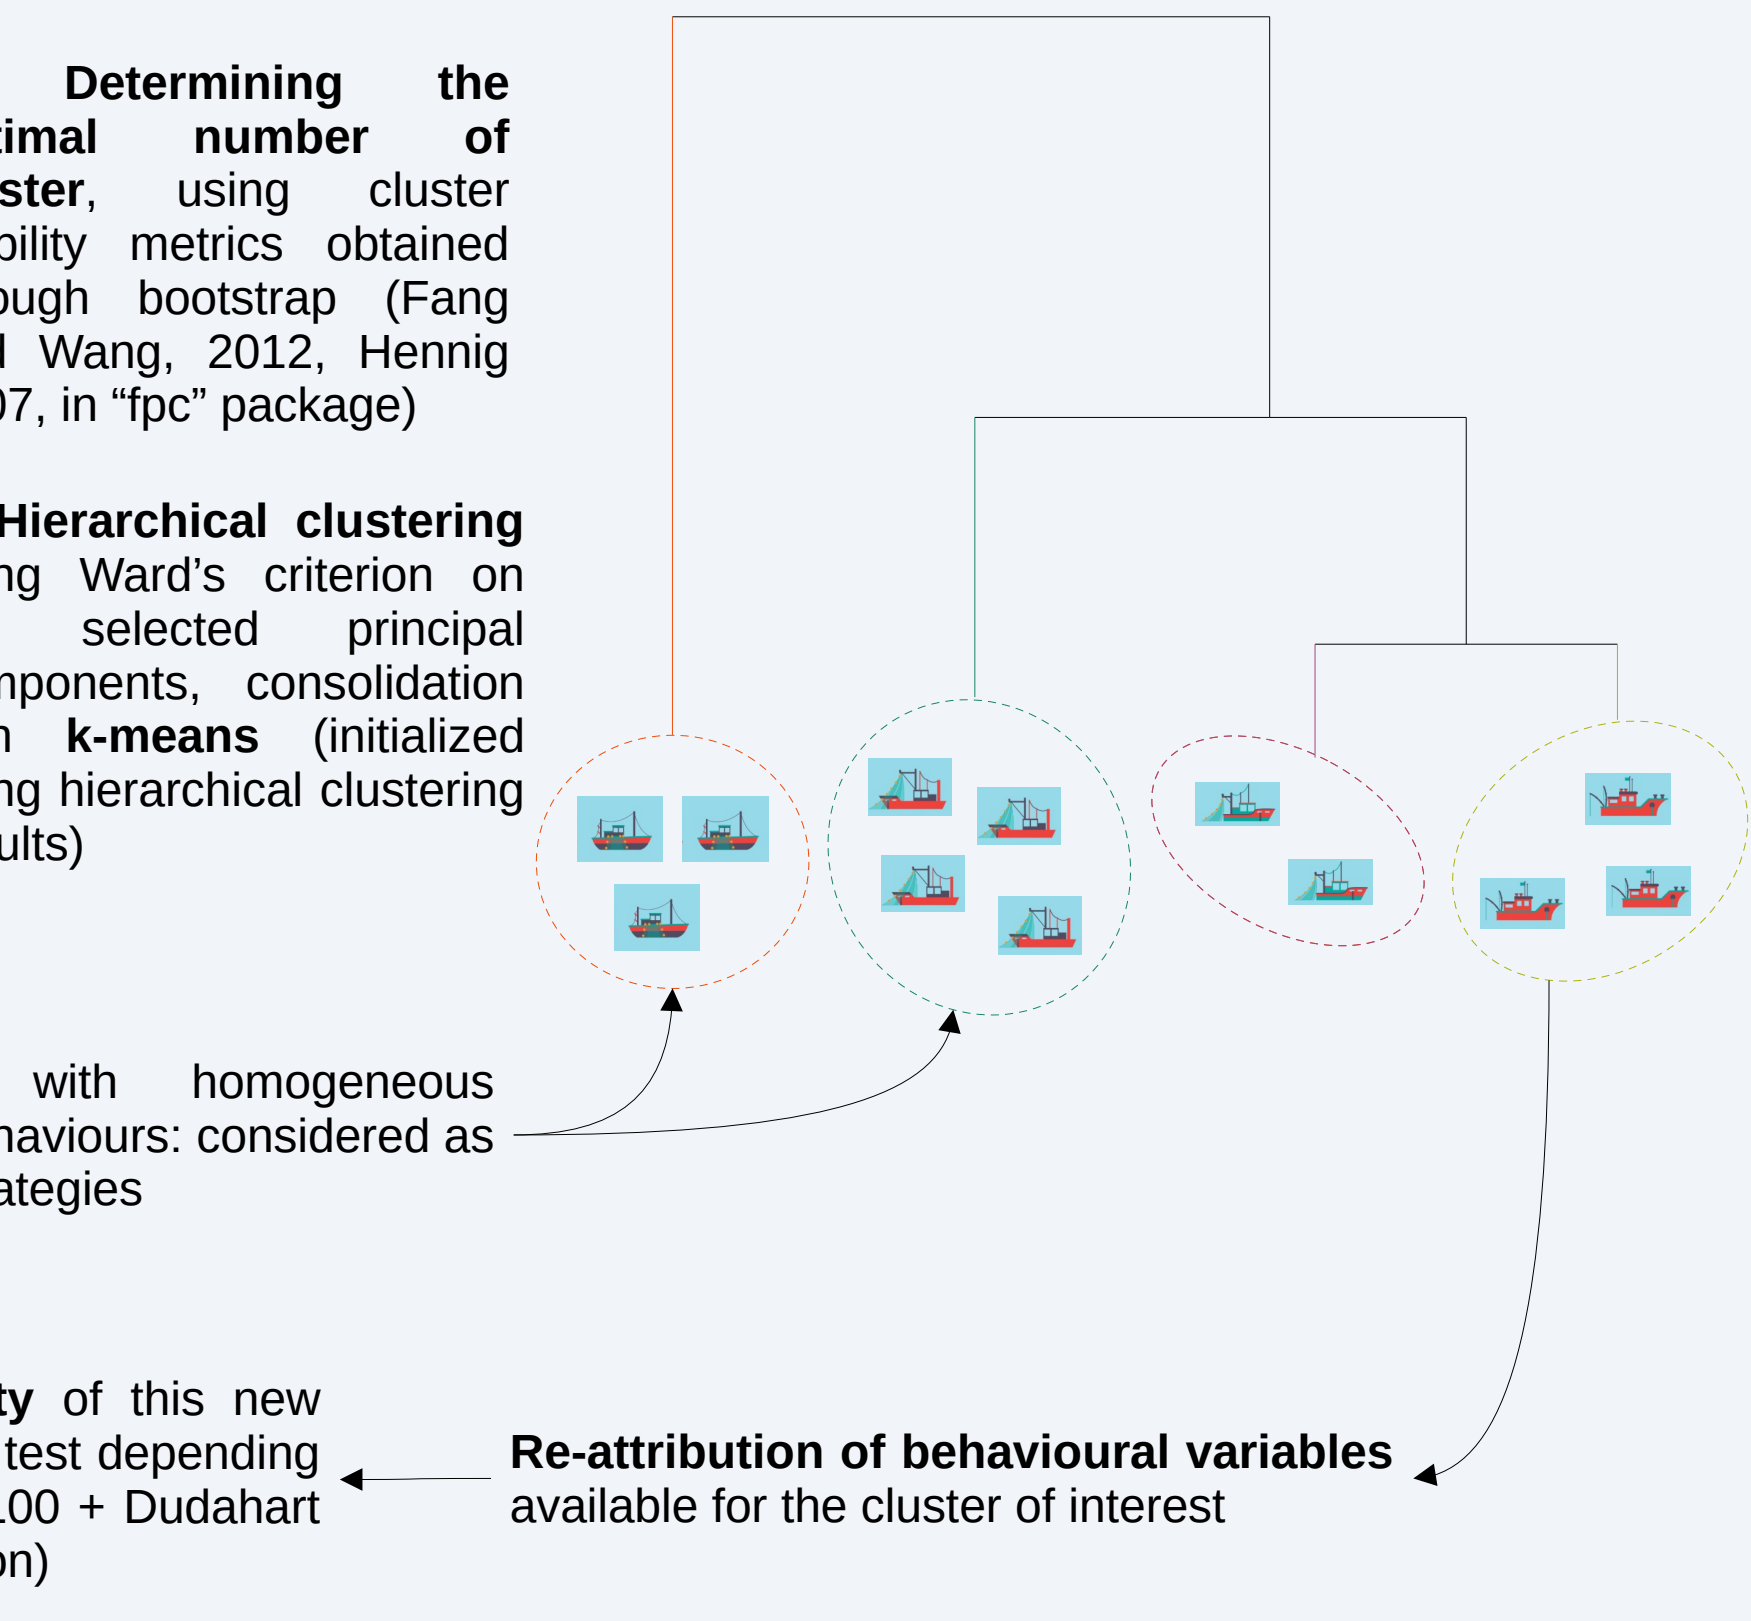 Determining the
timal number of
ster, using cluster
bility metrics obtained
ough bootstrap (Fang
d Wang, 2012, Hennig
07, in “fpc” package)
Hierarchical clustering
ng Ward’s criterion on
selected principal
mponents, consolidation
h k-means (initialized
ng hierarchical clustering
ults)
with homogeneous
haviours: considered as
ategies
ty of this new
test depending
100 + Dudahart
on)
Re-attribution of behavioural variables
available for the cluster of interest